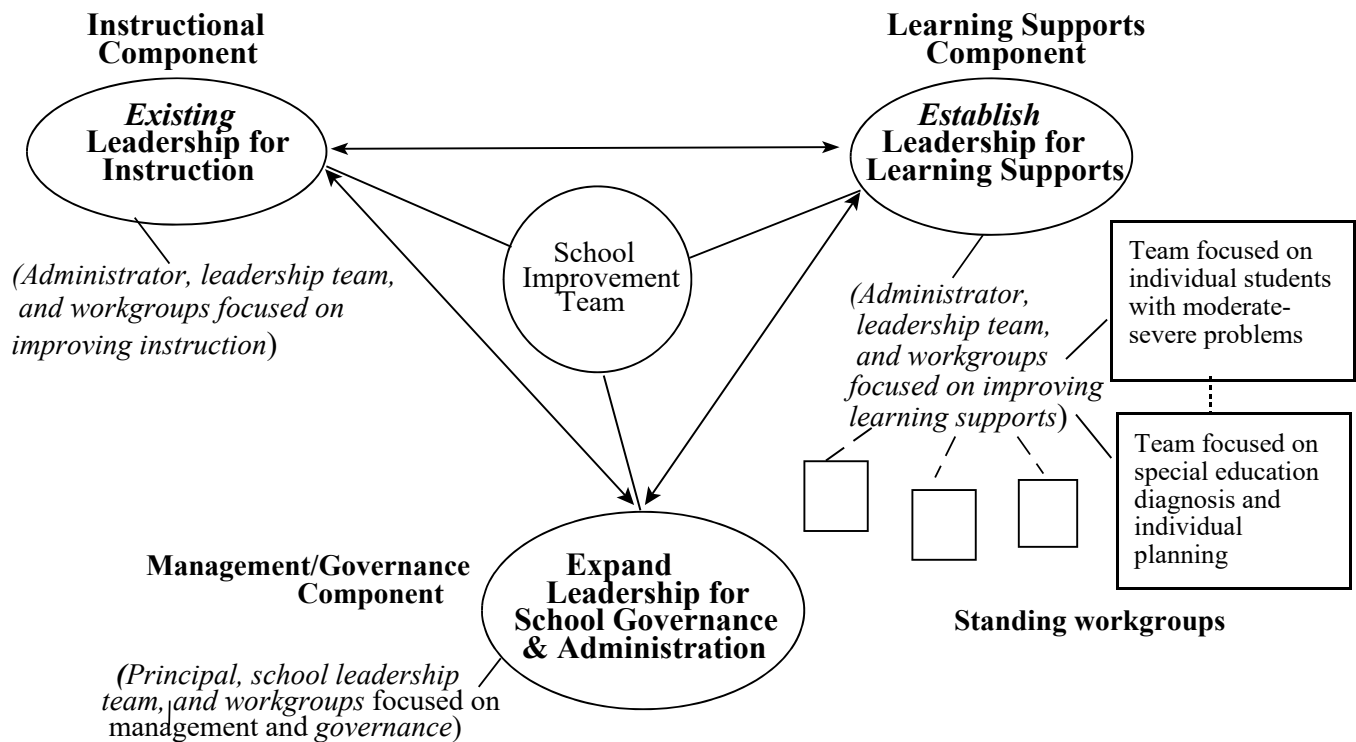 Instructional
Component
Existing
Leadership for
Instruction
(Administrator, leadership team,
and workgroups focused on
improving instruction)
Learning Supports
Component
Establish
Leadership for
Learning Supports
School
Improvement
Team
(Administrator,
leadership team,
and workgroups
focused on improving
learning supports)
Team focused on
individual students
with moderate-
severe problems
Team focused on
special education
diagnosis and
individual
planning
Standing workgroups
Management/Governance
Component
Expand
Leadership for
School Governance
& Administration
(Principal, school leadership
team, and workgroups focused on
management and governance)